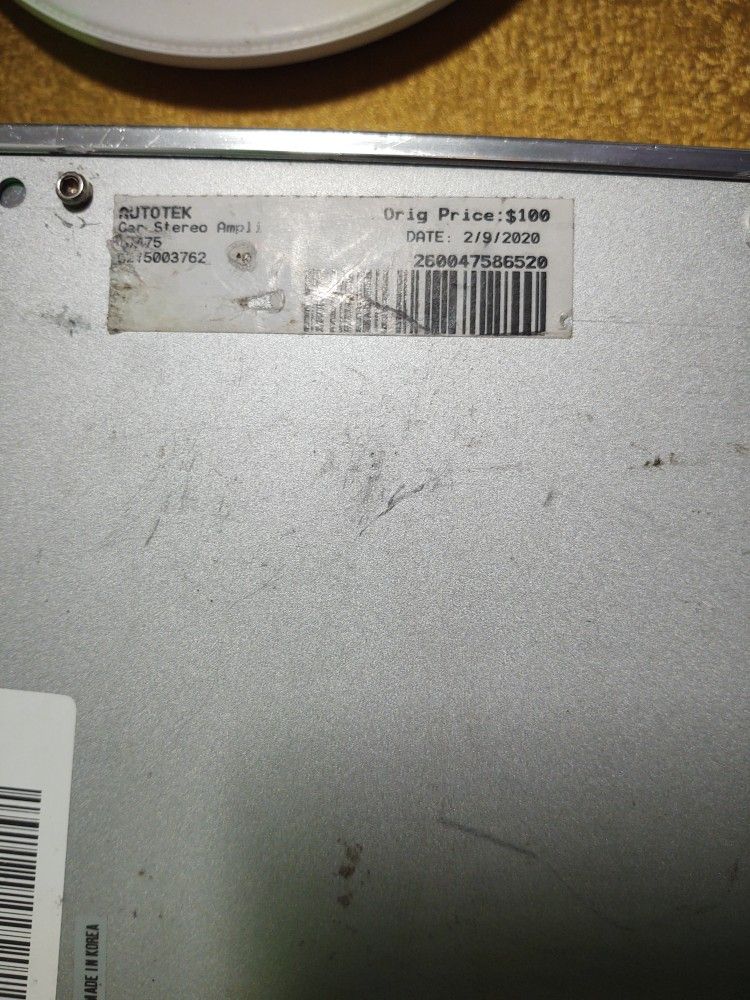 AUTOTEK
Car Stereo Ampli
Orig Price:$100
DATE: 2/9/2020
260047586520
MADE IN KOREA